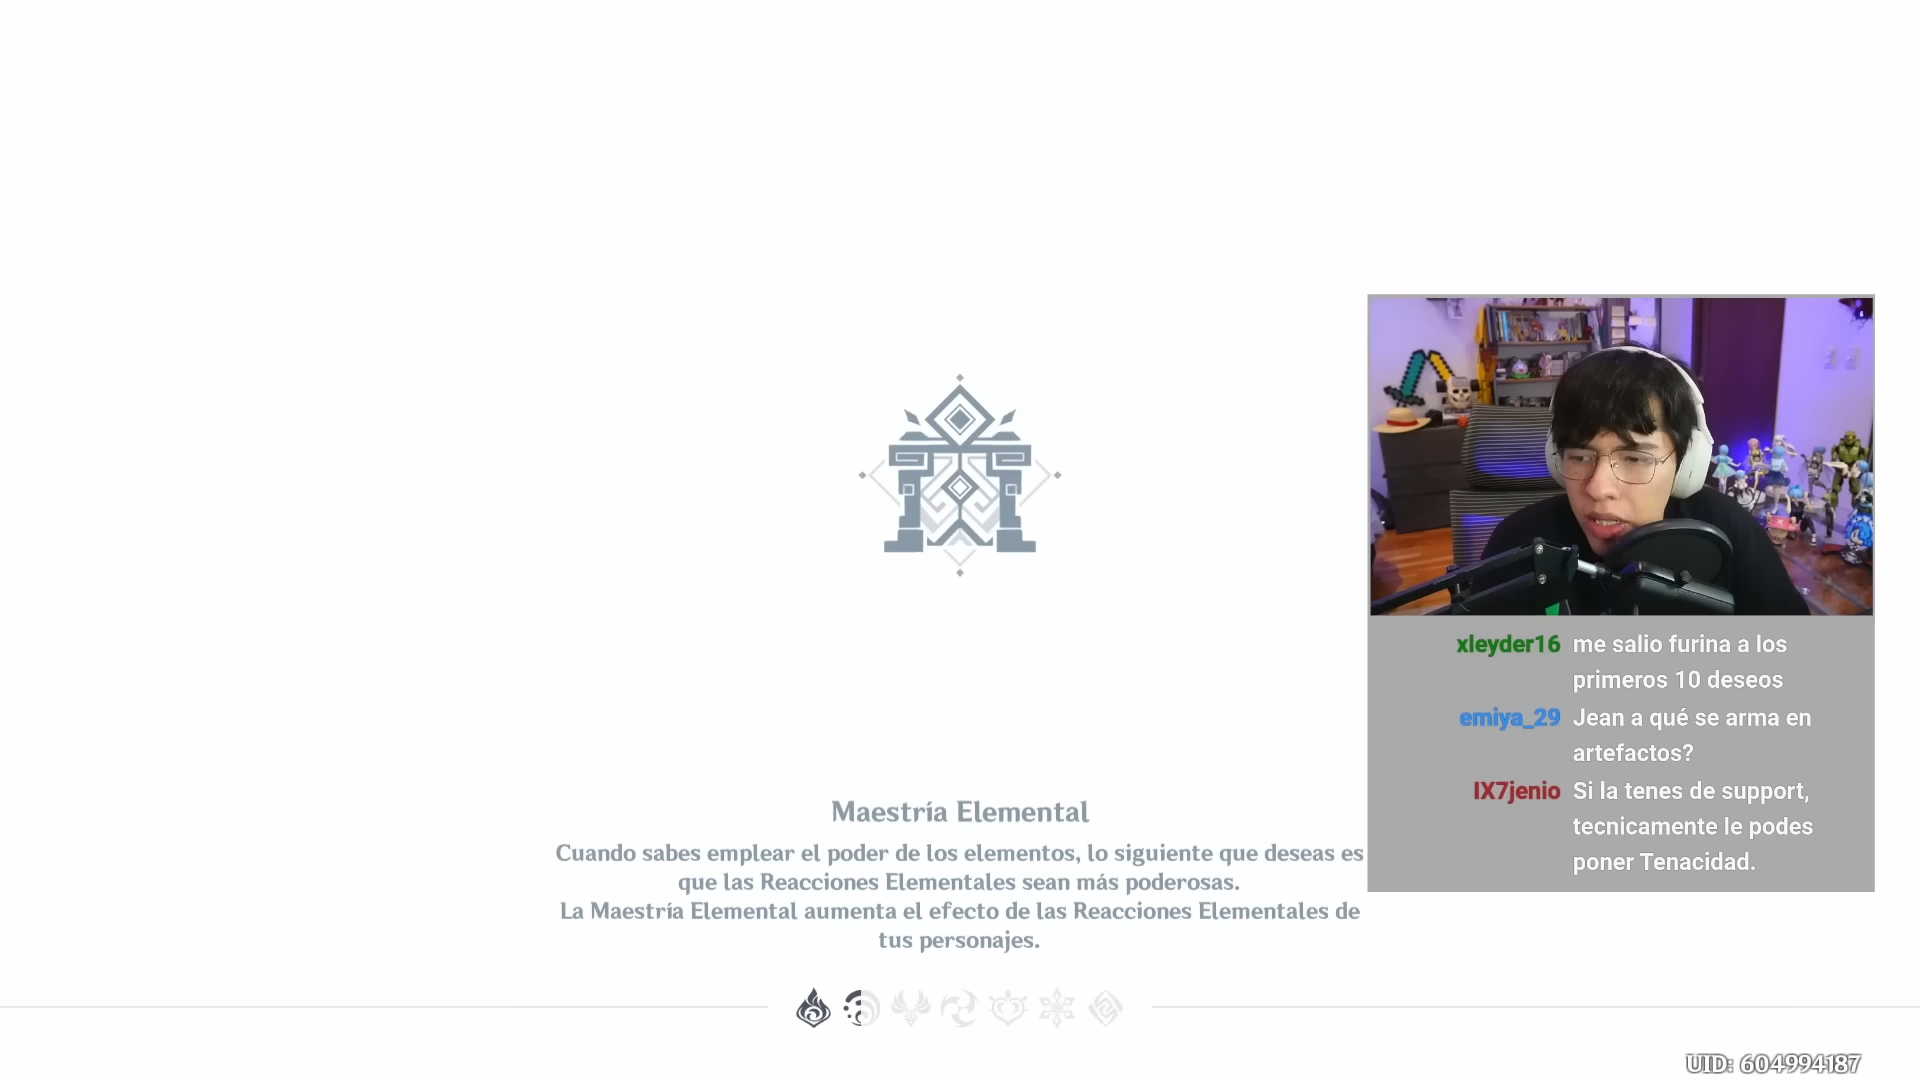 Maestría Elemental
Cuando sabes emplear el poder de los elementos, lo siguiente que deseas es
que las Reacciones Elementales sean más poderosas.
La Maestría Elemental aumenta el efecto de las Reacciones Elementales de
tus personajes.
xleyder16 me salio furina a los
primeros 10 deseos
emiya_29 Jean a qué se arma en
artefactos?
IX7jenio Si la tenes de support,
tecnicamente le podes
poner Tenacidad.
UID: 604994187